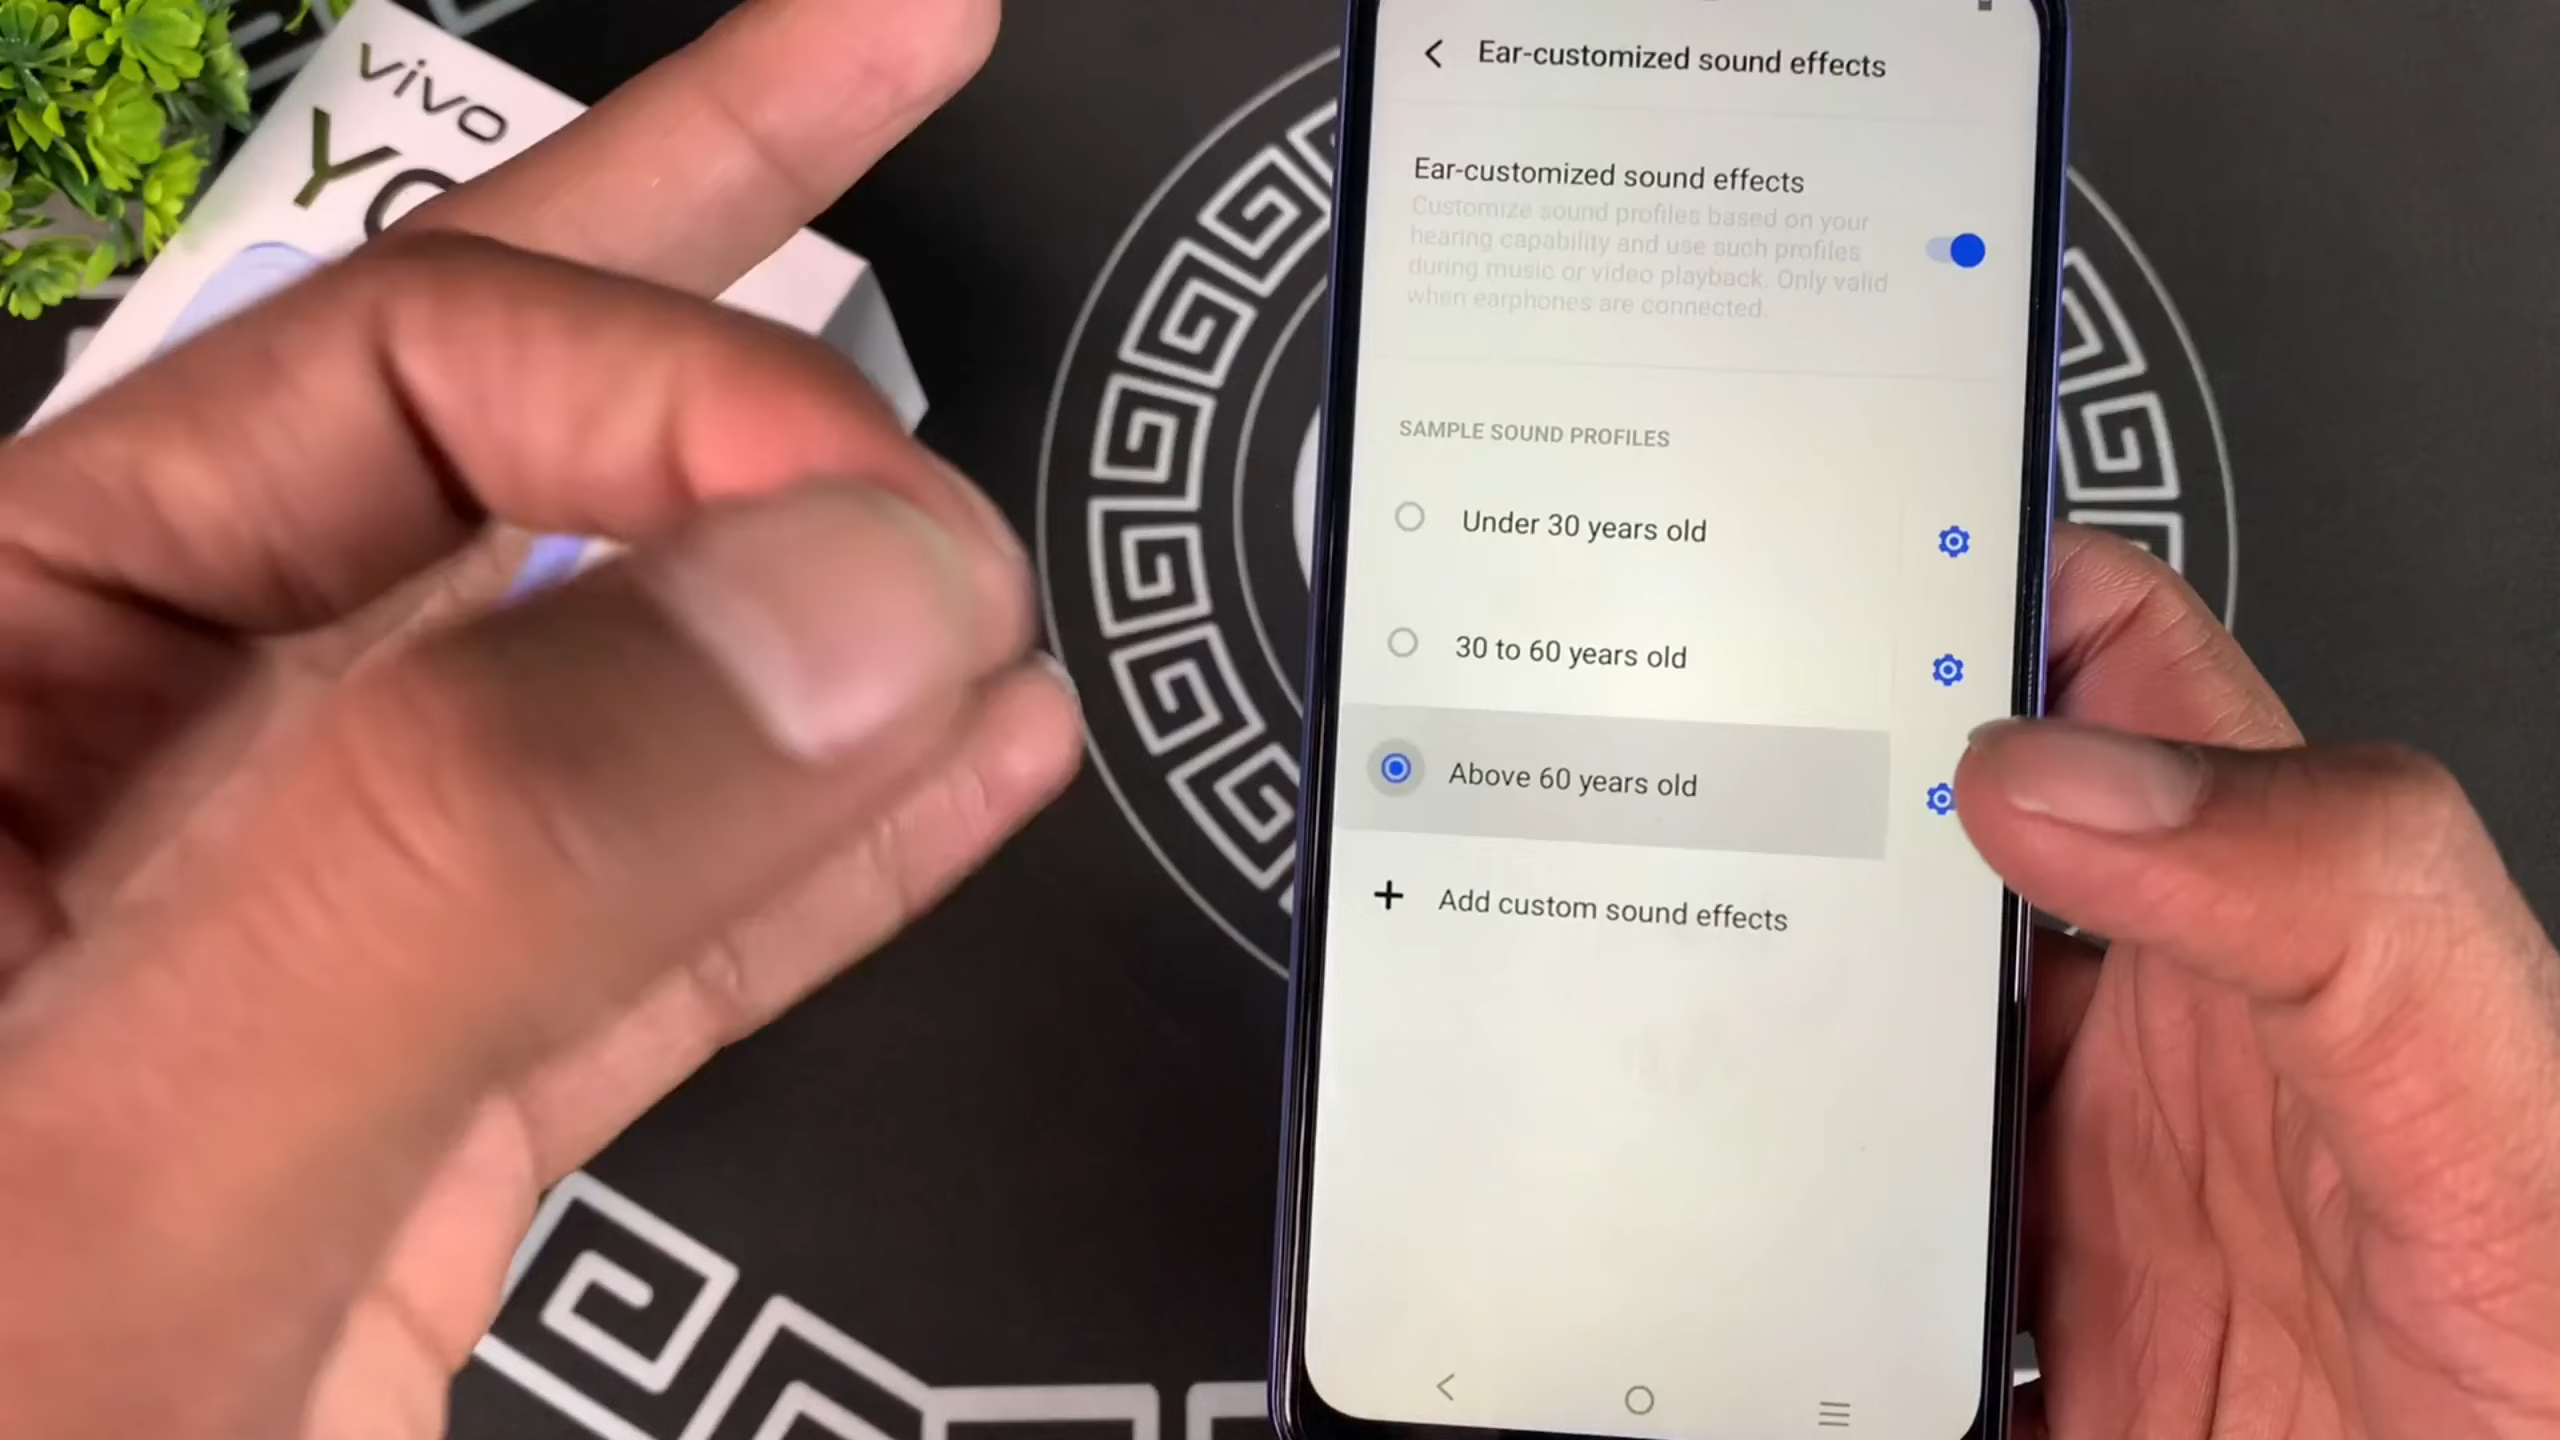 vivo
Ear-customized sound effects
Ear-customized sound effects
Customize sound profiles based on your
hearing capability and use such profiles
during music or video playback. Only valid
when earphones are connected.
SAMPLE SOUND PROFILES
Under 30 years old
30 to 60 years old
Above 60 years old
Add custom sound effects